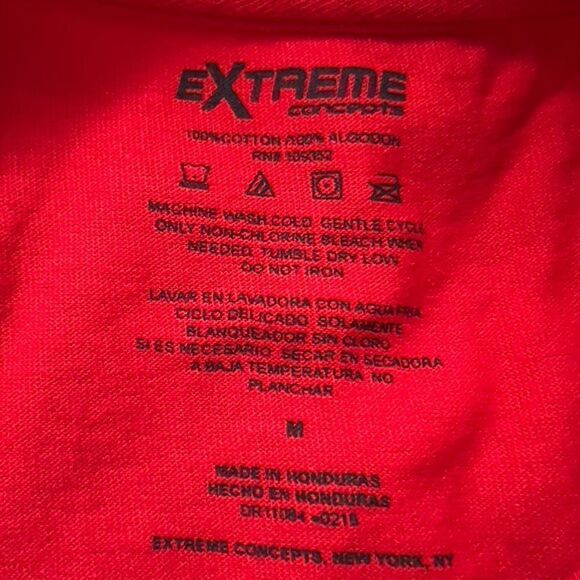 EXTREME
concepts
100%COTTON /100% ALGODON
RN# 109352
MACHINE WASH COLD GENTLE CYCLE
ONLY NON-CHLORINE BLEACH WHEN
NEEDED. TUMBLE DRY LOW
DO NOT IRON
LAVAR EN LAVADORA CON AGUA FRIA
CICLO DELICADO SOLAMENTE
BLANQUEADOR SIN CLORO
SI ES NECESARIO SECAR EN SECADORA
A BAJA TEMPERATURA NO
PLANCHAR
M
MADE IN HONDURAS
HECHO EN HONDURAS
EXTREME CONCEPTS, NEW YORK, NY